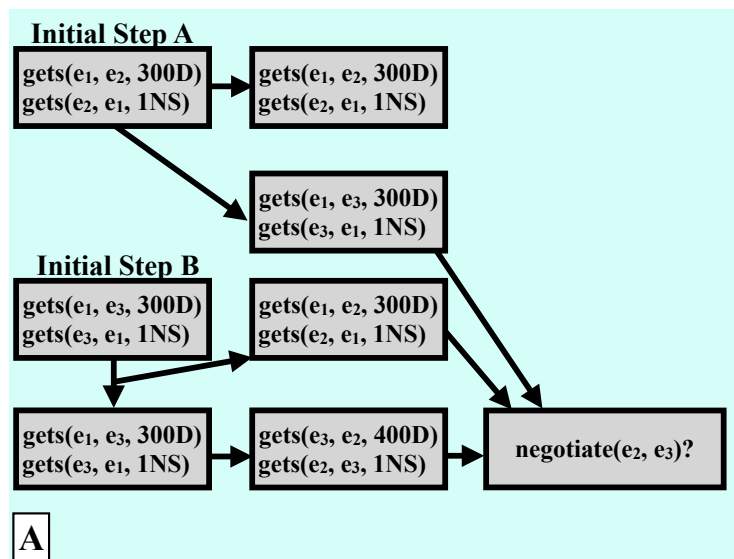 Initial Step A
gets(e₁, e₂, 300D)
gets(e₂, e₁, 1NS)
gets(e₁, e₂, 300D)
gets(e₂, e₁, 1NS)
gets(e₁, e₃, 300D)
gets(e₃, e₁, 1NS)
Initial Step B
gets(e₁, e₃, 300D)
gets(e₃, e₁, 1NS)
gets(e₁, e₂, 300D)
gets(e₂, e₁, 1NS)
gets(e₁, e₃, 300D)
gets(e₃, e₁, 1NS)
gets(e₃, e₂, 400D)
gets(e₂, e₃, 1NS)
negotiate(e₂, e₃)?
A